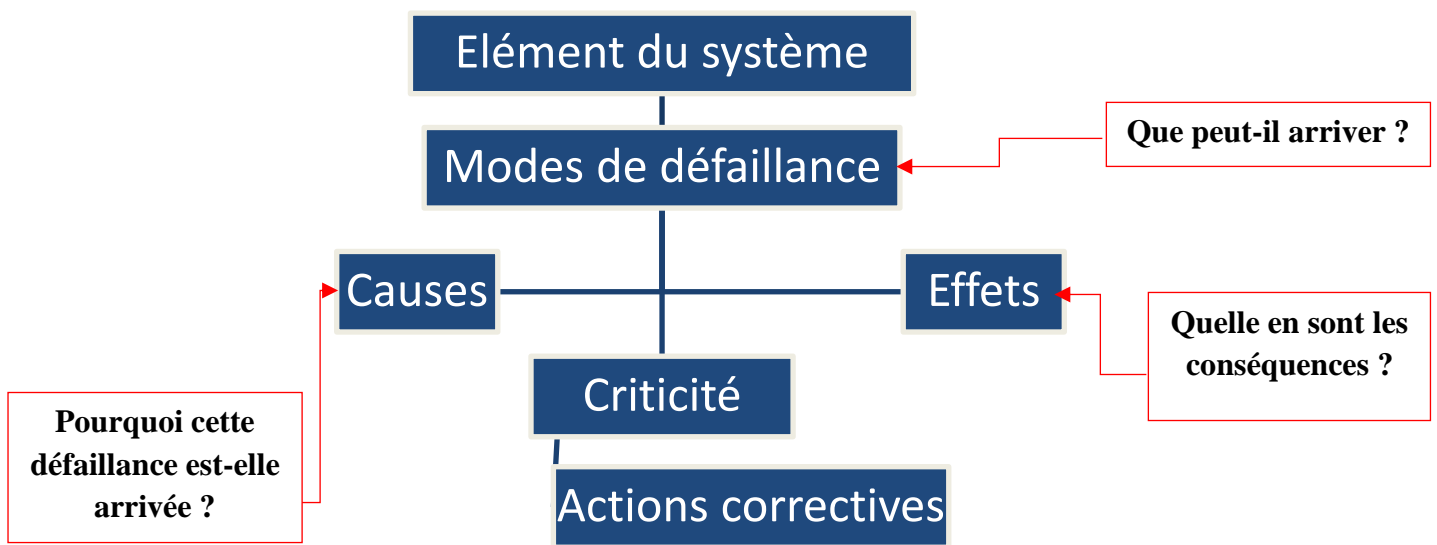 Elément du système
Que peut-il arriver ?
Modes de défaillance
Causes
Effets
Quelle en sont les
conséquences ?
Criticité
Pourquoi cette
défaillance est-elle
arrivée ?
Actions correctives